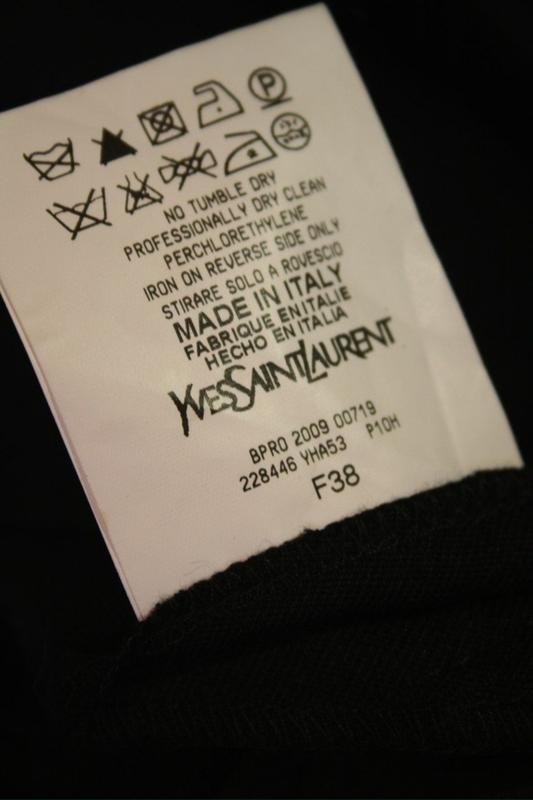 P
NO TUMBLE DRY
PROFESSIONALLY DRY CLEAN
PERCHLORETHYLENE
IRON ON REVERSE SIDE ONLY
STIRARE SOLO A ROVESCIO
MADE IN ITALY
FABRIQUE EN ITALIE
HECHO EN ITALIA
YVESSAINTLAURENT
BPRO 2009 00719
228446 YHA53 P10H
F38